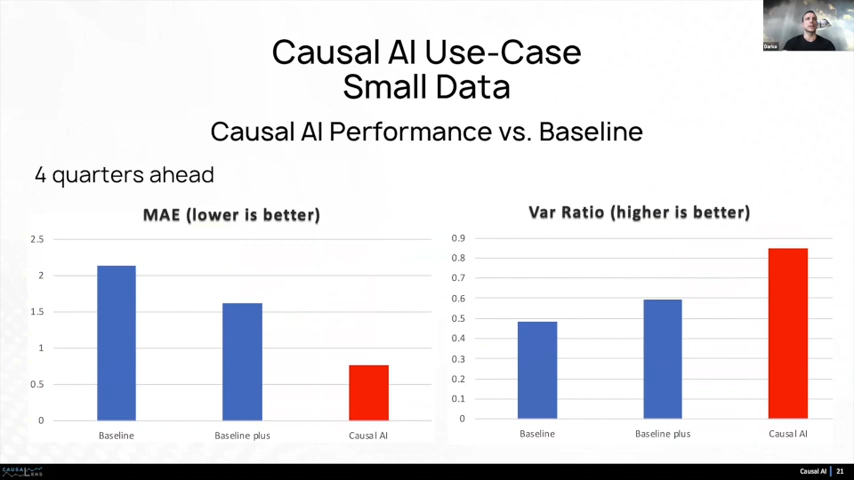 Causal AI Use-Case
Small Data
Causal AI Performance vs. Baseline
4 quarters ahead
MAE (lower is better)
2.5
2
1.5
1
0.5
0
Baseline
Baseline plus
Causal AI
Var Ratio (higher is better)
0.9
0.8
0.7
0.6
0.5
0.4
0.3
0.2
0.1
0
Baseline
Baseline plus
Causal AI
Darko
Causal AI
21